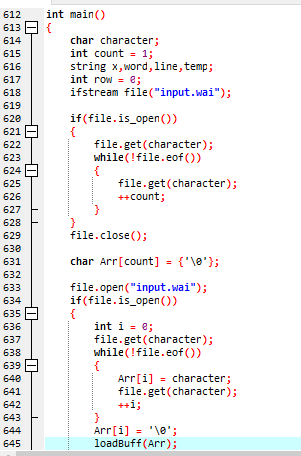 612 int main()
613 {
614 char character;
615 int count = 1;
616 string x,word,line,temp;
617 int row = 0;
618 ifstream file("input.wai");
619
620 if(file.is_open())
621 {
622 file.get(character);
623 while(!file.eof())
624 {
625 file.get(character);
626 ++count;
627 }
628 }
629 file.close();
630
631 char Arr[count] = {'\0'};
632
633 file.open("input.wai");
634 if(file.is_open())
635 {
636 int i = 0;
637 file.get(character);
638 while(!file.eof())
639 {
640 Arr[i] = character;
641 file.get(character);
642 ++i;
643 }
644 Arr[i] = '\0';
645 loadBuff(Arr);